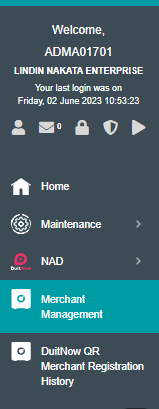 Welcome,
ADMA01701
LINDIN NAKATA ENTERPRISE
Your last login was on
Friday, 02 June 2023 10:53:23
0
Home
Maintenance
DuitNow
NAD
Merchant
Management
DuitNow QR
Merchant Registration
History